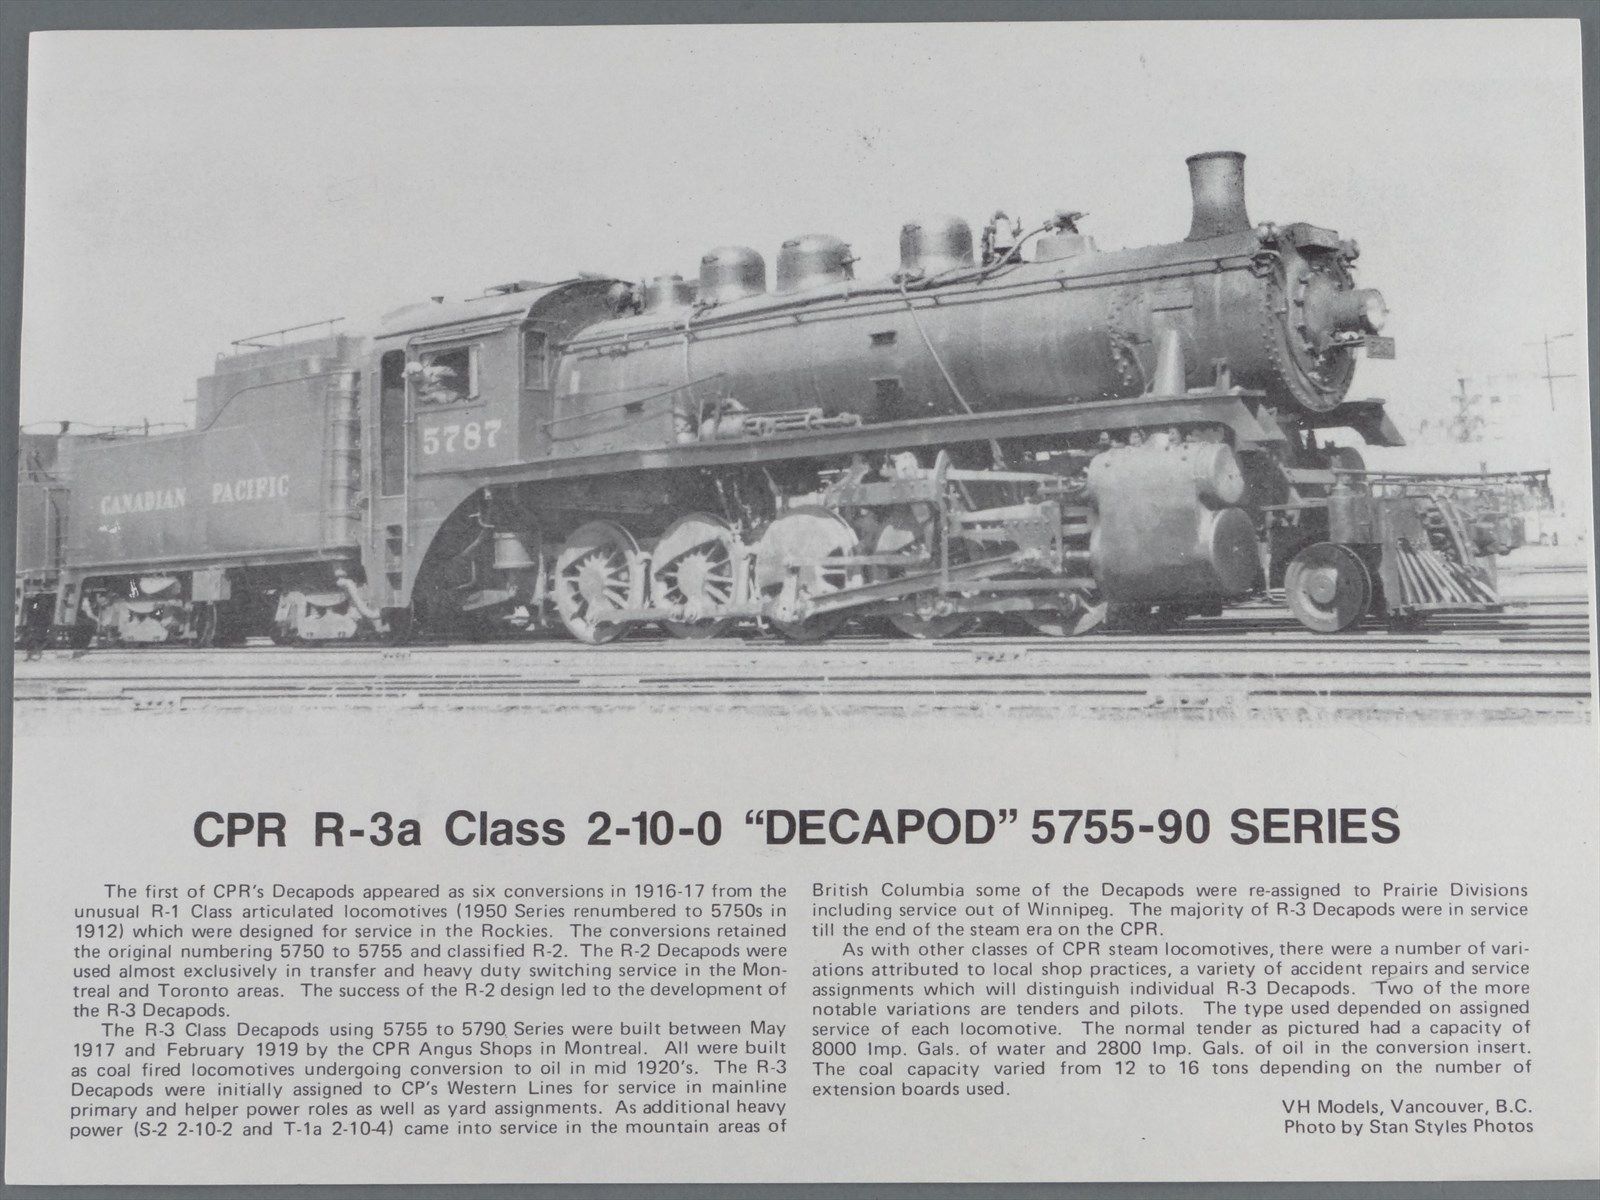 5787
CANADIAN PACIFIC
CPR R-3a Class 2-10-0 “DECAPOD” 5755-90 SERIES
The first of CPR's Decapods appeared as six conversions in 1916-17 from the
unusual R-1 Class articulated locomotives (1950 Series renumbered to 5750s in
1912) which were designed for service in the Rockies. The conversions retained
the original numbering 5750 to 5755 and classified R-2. The R-2 Decapods were
used almost exclusively in transfer and heavy duty switching service in the Mon-
treal and Toronto areas. The success of the R-2 design led to the development of
the R-3 Decapods.
The R-3 Class Decapods using 5755 to 5790 Series were built between May
1917 and February 1919 by the CPR Angus Shops in Montreal. All were built
as coal fired locomotives undergoing conversion to oil in mid 1920's. The R-3
Decapods were initially assigned to CP's Western Lines for service in mainline
primary and helper power roles as well as yard assignments. As additional heavy
power (S-2 2-10-2 and T-1a 2-10-4) came into service in the mountain areas of
British Columbia some of the Decapods were re-assigned to Prairie Divisions
including service out of Winnipeg. The majority of R-3 Decapods were in service
till the end of the steam era on the CPR.
As with other classes of CPR steam locomotives, there were a number of vari-
ations attributed to local shop practices, a variety of accident repairs and service
assignments which will distinguish individual R-3 Decapods. Two of the more
notable variations are tenders and pilots. The type used depended on assigned
service of each locomotive. The normal tender as pictured had a capacity of
8000 Imp. Gals. of water and 2800 Imp. Gals. of oil in the conversion insert.
The coal capacity varied from 12 to 16 tons depending on the number of
extension boards used.
VH Models, Vancouver, B.C.
Photo by Stan Styles Photos